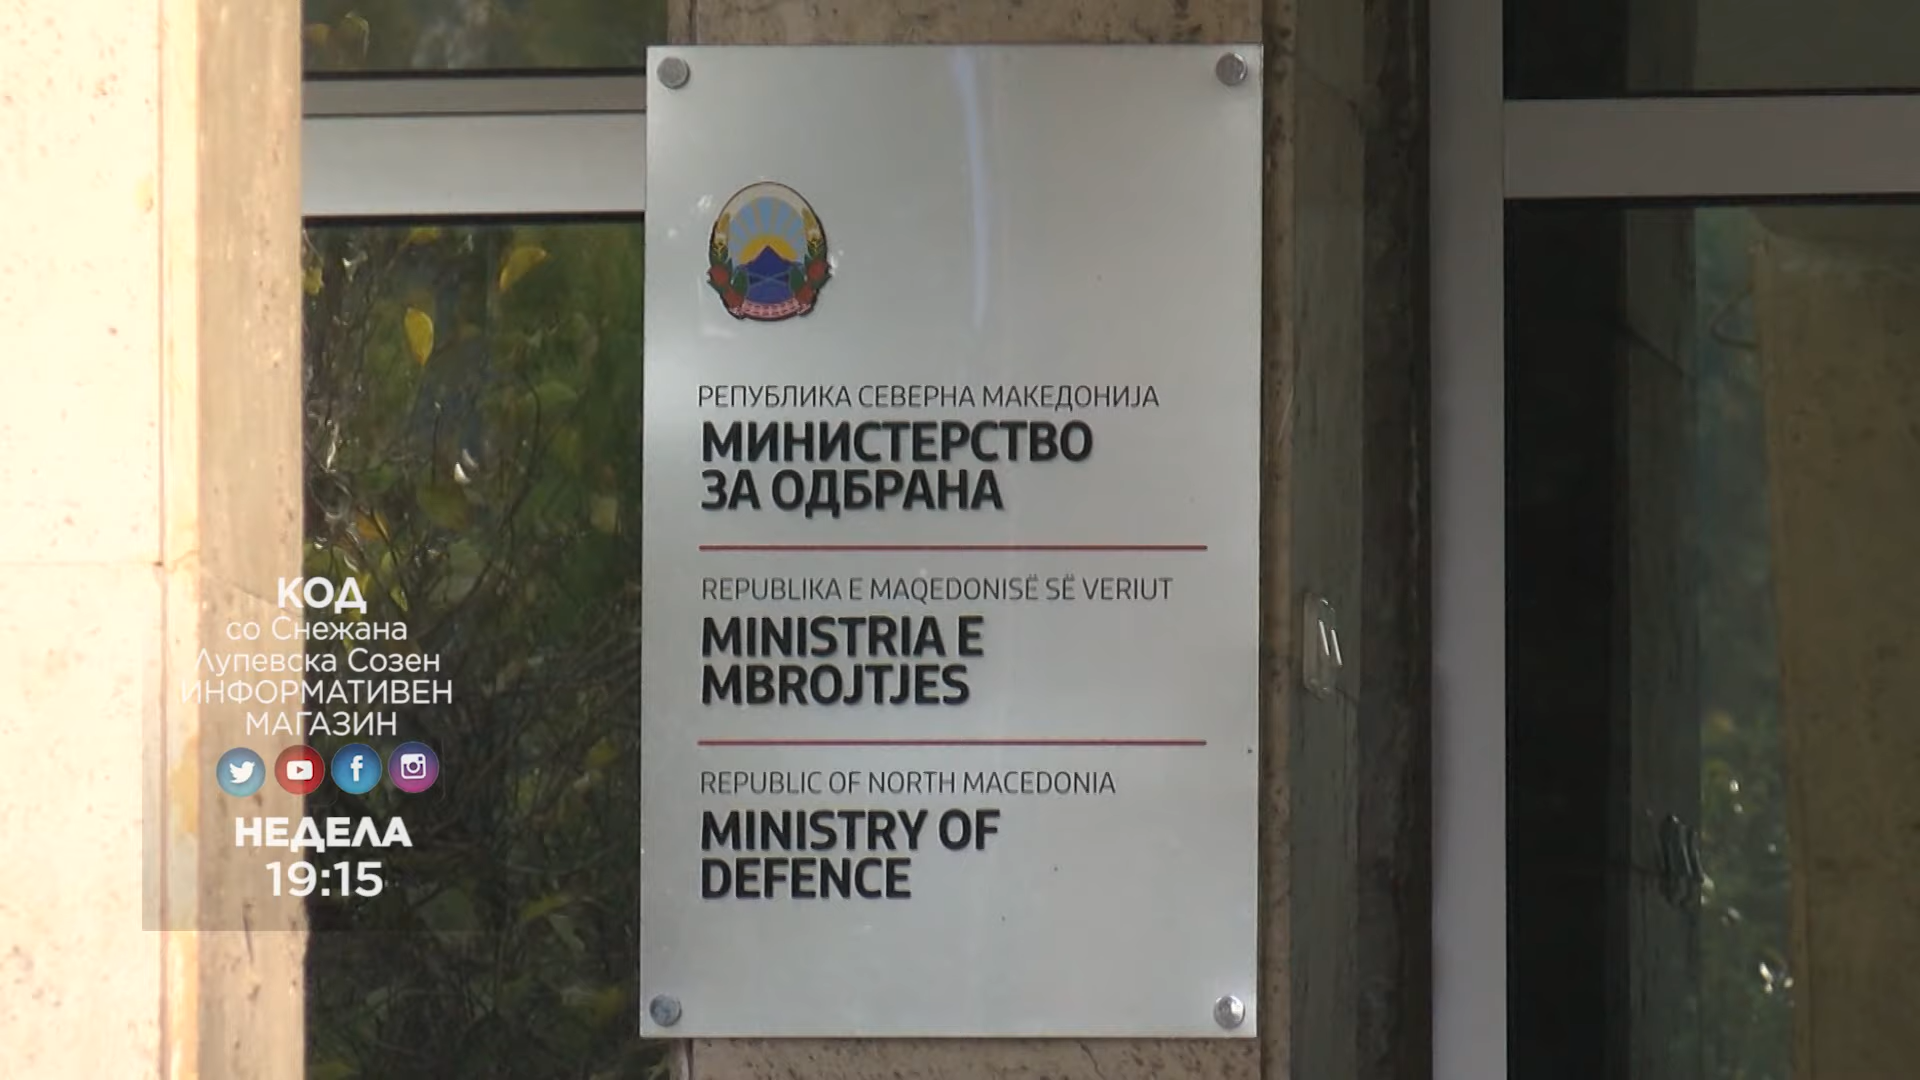 РЕПУБЛИКА СЕВЕРНА МАКЕДОНИЈА
МИНИСТЕРСТВО
ЗА ОДБРАНА
REPUBLIKA E MAQEDONISË SË VERIUT
MINISTRIA E
MBROJTJES
REPUBLIC OF NORTH MACEDONIA
MINISTRY OF
DEFENCE
КОД
со Снежана
Лупевска Созен
ИНФОРМАТИВЕН
МАГАЗИН
НЕДЕЛА
19:15